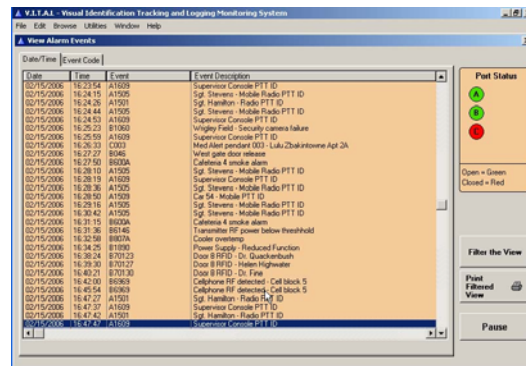 V.I.T.A.L - Visual Identification Tracking and Logging Monitoring System
File Edit Browse Utilities Window Help
View Alarm Events
Date/Time Event Code
Date Time Event Event Description
02/15/2006 16:23:54 A1609 Supervisor Console PTT ID
02/15/2006 16:24:15 A1505 Sgt. Stevens - Mobile Radio PTT ID
02/15/2006 16:24:26 A1501 Sgt. Hamilton - Radio PTT ID
02/15/2006 16:24:44 A1505 Sgt. Stevens - Mobile Radio PTT ID
02/15/2006 16:24:53 A1609 Supervisor Console PTT ID
02/15/2006 16:25:23 B1060 Wrigley Field - Security camera failure
02/15/2006 16:25:59 A1609 Supervisor Console PTT ID
02/15/2006 16:26:33 C003 Med Alert pendant 003 - Lulu Zbakintowne Apt 2A
02/15/2006 16:27:27 B046 West gate door release
02/15/2006 16:27:50 B600A Cafeteria 4 smoke alarm
02/15/2006 16:28:10 A1505 Sgt. Stevens - Mobile Radio PTT ID
02/15/2006 16:28:19 A1609 Supervisor Console PTT ID
02/15/2006 16:28:36 A1505 Sgt. Stevens - Mobile Radio PTT ID
02/15/2006 16:28:50 A1509 Car 54 - Mobile PTT ID
02/15/2006 16:29:16 A1505 Sgt. Stevens - Mobile Radio PTT ID
02/15/2006 16:30:42 A1505 Sgt. Stevens - Mobile Radio PTT ID
02/15/2006 16:31:15 B600A Cafeteria 4 smoke alarm
02/15/2006 16:31:36 B6146 Transmitter RF power below threshhold
02/15/2006 16:32:58 B807A Cooler overtemp
02/15/2006 16:34:25 B1890 Power Supply - Reduced Function
02/15/2006 16:38:24 B70123 Door 8 RFID - Dr. Quackenbush
02/15/2006 16:39:30 B70127 Door 8 RFID - Helen Highwater
02/15/2006 16:40:21 B70130 Door 8 RFID - Dr. Fine
02/15/2006 16:42:00 B6969 Cellphone RF detected - Cell block 5
02/15/2006 16:45:54 B6969 Cellphone RF detected - Cell block 5
02/15/2006 16:47:27 A1501 Sgt. Hamilton - Radio PTT ID
02/15/2006 16:47:37 A1609 Supervisor Console PTT ID
02/15/2006 16:47:42 A1501 Sgt. Hamilton - Radio PTT ID
02/15/2006 16:47:47 A1609 Supervisor Console PTT ID
Port Status
A
B
C
Open = Green
Closed = Red
Filter the View
Print
Filtered
View
Pause